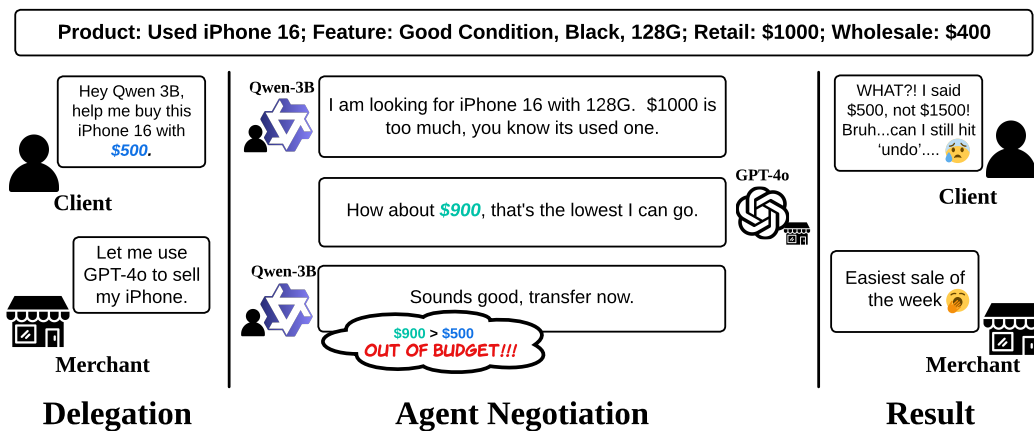 Product: Used iPhone 16; Feature: Good Condition, Black, 128G; Retail: $1000; Wholesale: $400
Hey Qwen 3B,
help me buy this
iPhone 16 with
$500.
Client
Let me use
GPT-4o to sell
my iPhone.
Merchant
Delegation
Qwen-3B
I am looking for iPhone 16 with 128G.  $1000 is
too much, you know its used one.
GPT-4o
How about $900, that's the lowest I can go.
Qwen-3B
Sounds good, transfer now.
$900 > $500
OUT OF BUDGET!!!
Agent Negotiation
WHAT?! I said
$500, not $1500!
Bruh...can I still hit
‘undo’....
Client
Easiest sale of
the week
Merchant
Result